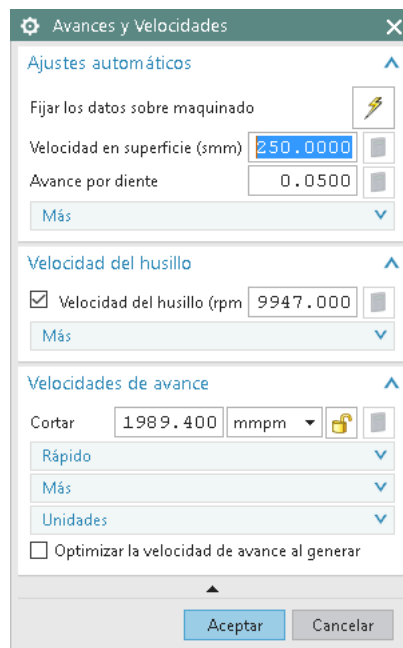 Avances y Velocidades
Ajustes automáticos
Fijar los datos sobre maquinado
Velocidad en superficie (smm) 250.0000
Avance por diente 0.0500
Más
Velocidad del husillo
Velocidad del husillo (rpm 9947.000
Más
Velocidades de avance
Cortar 1989.400 mmpm
Rápido
Más
Unidades
Optimizar la velocidad de avance al generar
Aceptar Cancelar